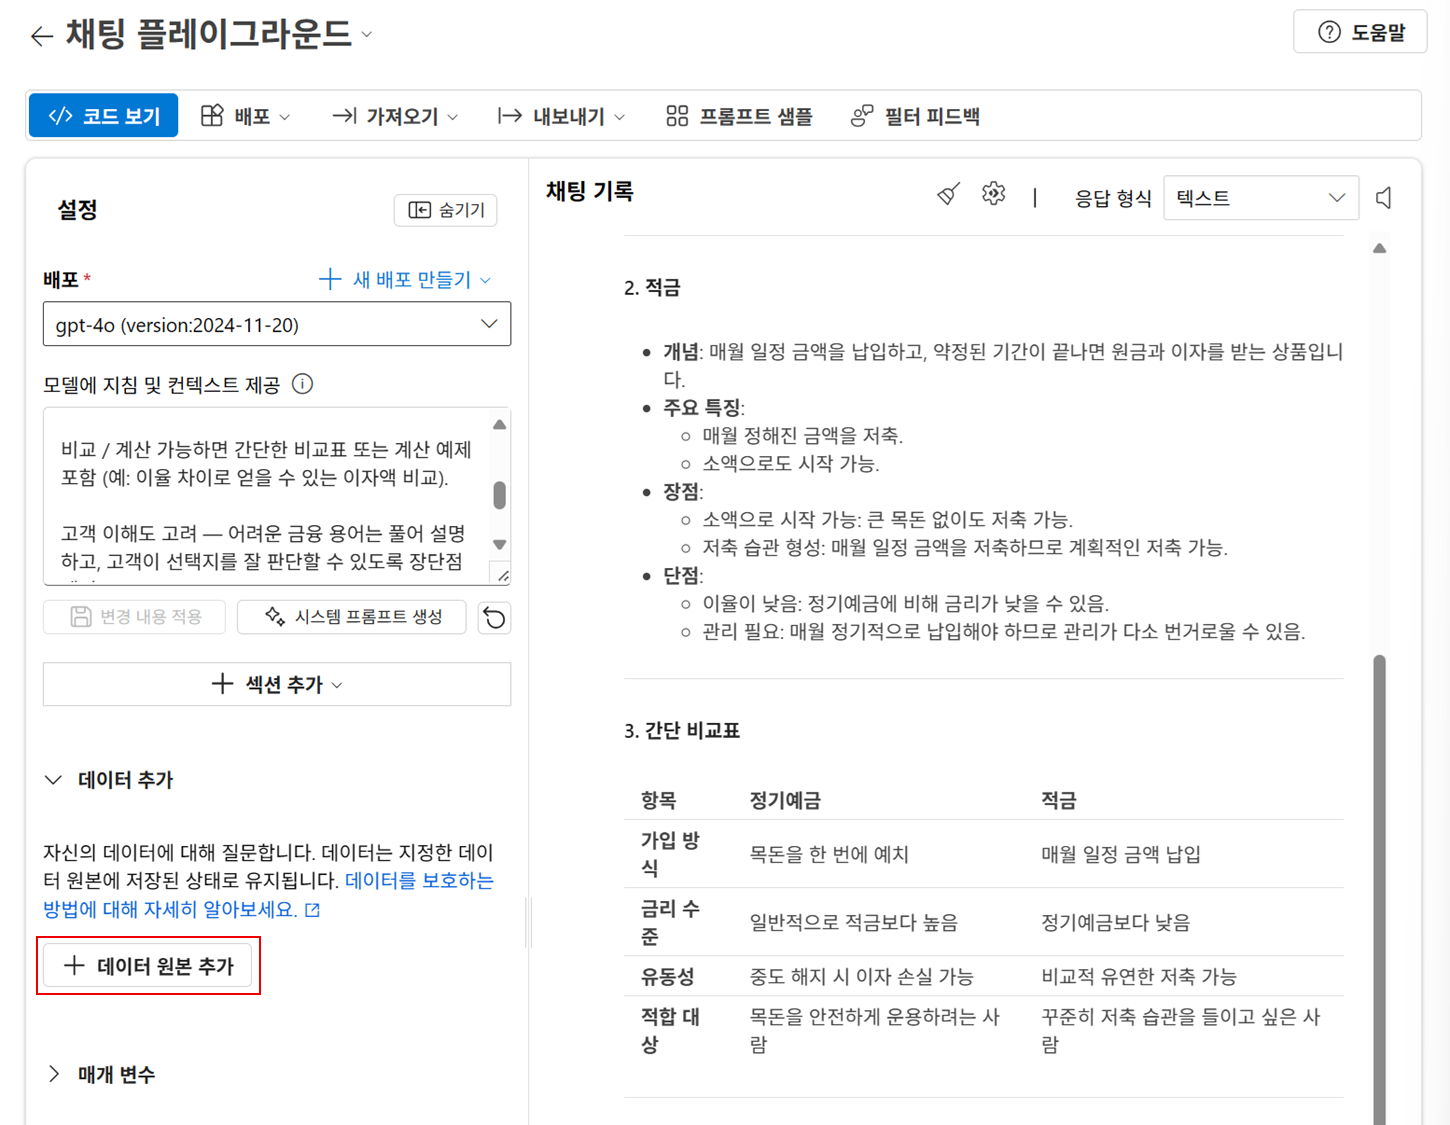 채팅 플레이그라운드
도움말
코드 보기
배포
가져오기
내보내기
프롬프트 샘플
필터 피드백
설정
숨기기
배포 *
새 배포 만들기
gpt-4o (version:2024-11-20)
모델에 지침 및 컨텍스트 제공
비교 / 계산 가능하면 간단한 비교표 또는 계산 예제
포함 (예: 이율 차이로 얻을 수 있는 이자액 비교).
고객 이해도 고려 — 어려운 금융 용어는 풀어 설명
하고, 고객이 선택지를 잘 판단할 수 있도록 장단점
변경 내용 적용
시스템 프롬프트 생성
섹션 추가
데이터 추가
자신의 데이터에 대해 질문합니다. 데이터는 지정한 데이
터 원본에 저장된 상태로 유지됩니다. 데이터를 보호하는
방법에 대해 자세히 알아보세요.
데이터 원본 추가
매개 변수
채팅 기록
응답 형식
텍스트
2. 적금
개념: 매월 일정 금액을 납입하고, 약정된 기간이 끝나면 원금과 이자를 받는 상품입니
다.
주요 특징:
매월 정해진 금액을 저축.
소액으로도 시작 가능.
장점:
소액으로 시작 가능: 큰 목돈 없이도 저축 가능.
저축 습관 형성: 매월 일정 금액을 저축하므로 계획적인 저축 가능.
단점:
이율이 낮음: 정기예금에 비해 금리가 낮을 수 있음.
관리 필요: 매월 정기적으로 납입해야 하므로 관리가 다소 번거로울 수 있음.
3. 간단 비교표
항목 정기예금 적금
가입 방
식
목돈을 한 번에 예치
매월 일정 금액 납입
금리 수
준
일반적으로 적금보다 높음
정기예금보다 낮음
유동성 중도 해지 시 이자 손실 가능 비교적 유연한 저축 가능
적합 대
상
목돈을 안전하게 운용하려는 사
람
꾸준히 저축 습관을 들이고 싶은 사
람